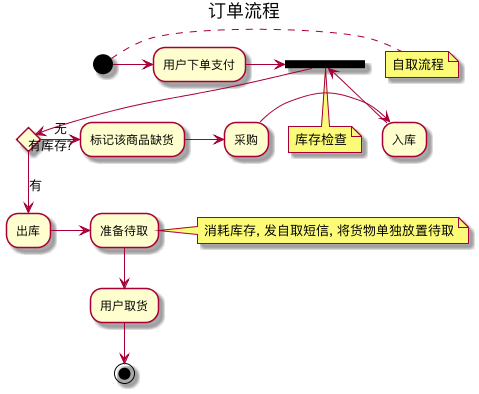 订单流程
用户下单支付
自取流程
无
有库存?
标记该商品缺货
采购
库存检查
入库
有
出库
准备待取
消耗库存, 发自取短信, 将货物单独放置待取
用户取货